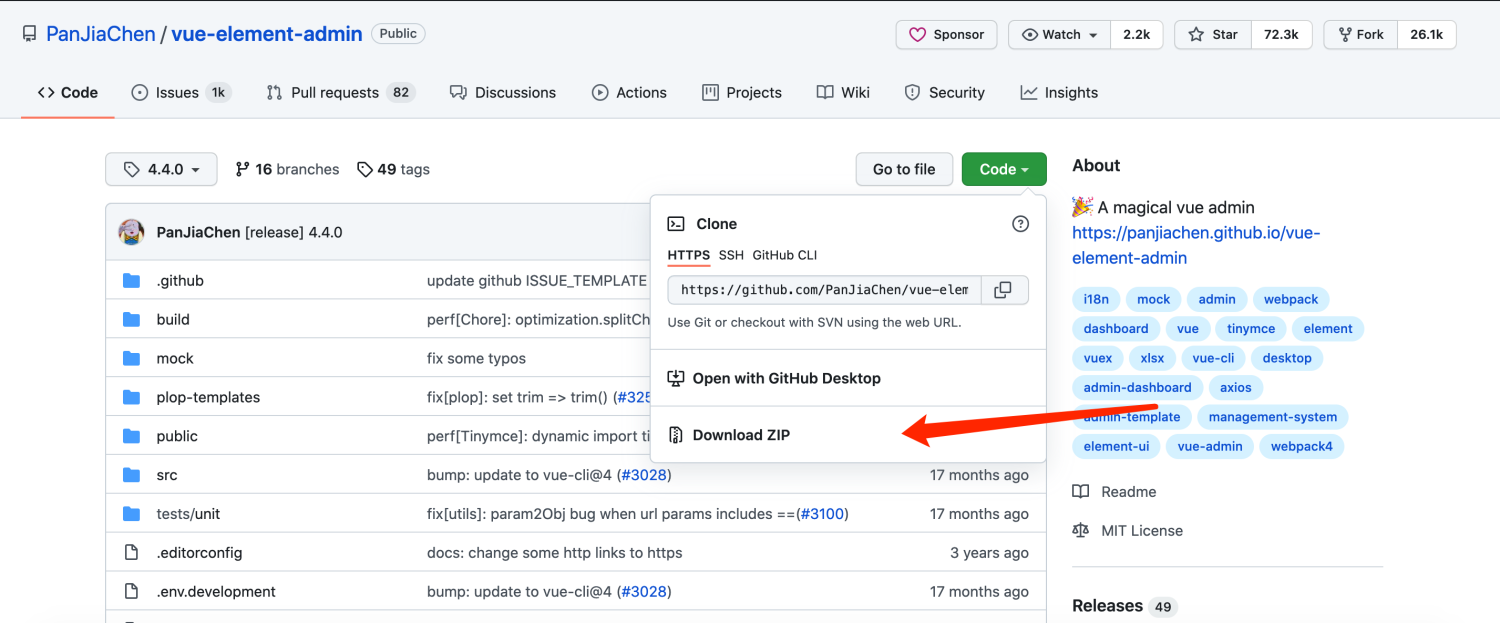 PanJiaChen / vue-element-admin Public
Sponsor Watch 2.2k Star 72.3k Fork 26.1k
Code Issues 1k Pull requests 82 Discussions Actions Projects Wiki Security Insights
4.4.0 16 branches 49 tags Go to file Code
PanJiaChen [release] 4.4.0
.github update github ISSUE_TEMPLATE
build perf[Chore]: optimization.splitCh
mock fix some typos
plop-templates fix[plop]: set trim => trim() (#325
public perf[Tinymce]: dynamic import ti
src bump: update to vue-cli@4 (#3028) 17 months ago
tests/unit fix[utils]: param2Obj bug when url params includes ==(#3100) 17 months ago
.editorconfig docs: change some http links to https 3 years ago
.env.development bump: update to vue-cli@4 (#3028) 17 months ago
Clone
HTTPS SSH GitHub CLI
https://github.com/PanJiaChen/vue-elem
Use Git or checkout with SVN using the web URL.
Open with GitHub Desktop
Download ZIP
About
A magical vue admin
https://panjiachen.github.io/vue-
element-admin
i18n mock admin webpack
dashboard vue tinymce element
vuex xlsx vue-cli desktop
admin-dashboard axios
admin-template management-system
element-ui vue-admin webpack4
Readme
MIT License
Releases 49